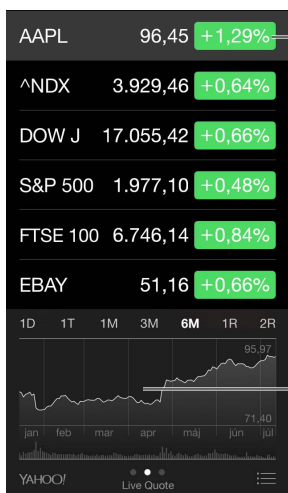 AAPL 96,45 +1,29%
^NDX 3.929,46 +0,64%
DOW J 17.055,42 +0,66%
S&P 500 1.977,10 +0,48%
FTSE 100 6.746,14 +0,84%
EBAY 51,16 +0,66%
1D 1T 1M 3M 6M 1R 2R
95,97
71,40
jan feb mar apr máj jún júl
YAHOO!
Live Quote